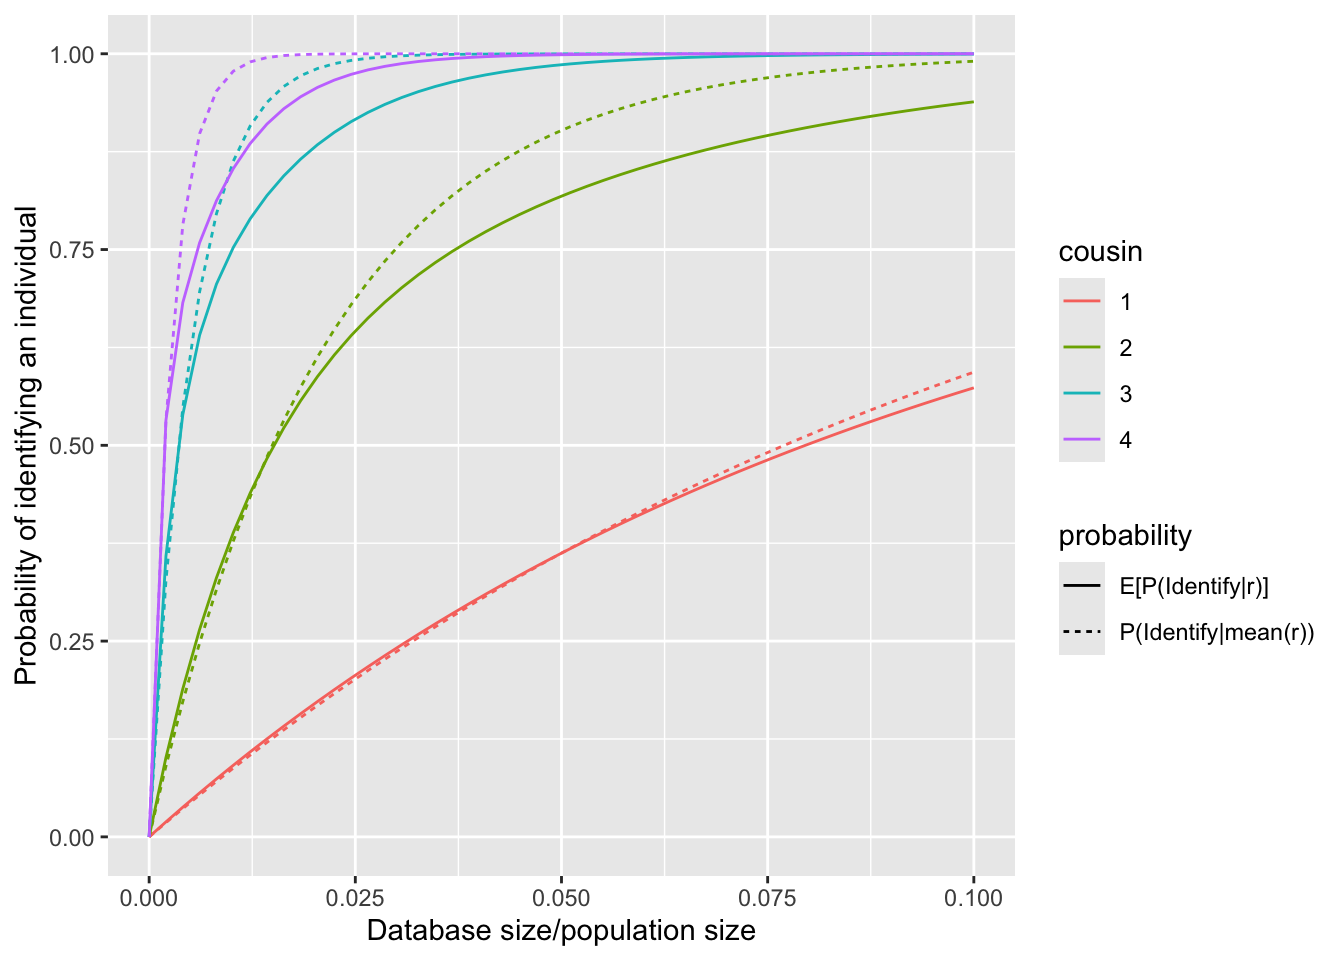 Probability of identifying an individual
1.00
0.75
0.50
0.25
0.00
0.000
0.025
0.050
0.075
0.100
Database size/population size
cousin
1
2
3
4
probability
E[P(Identify|r)]
P(Identify|mean(r))